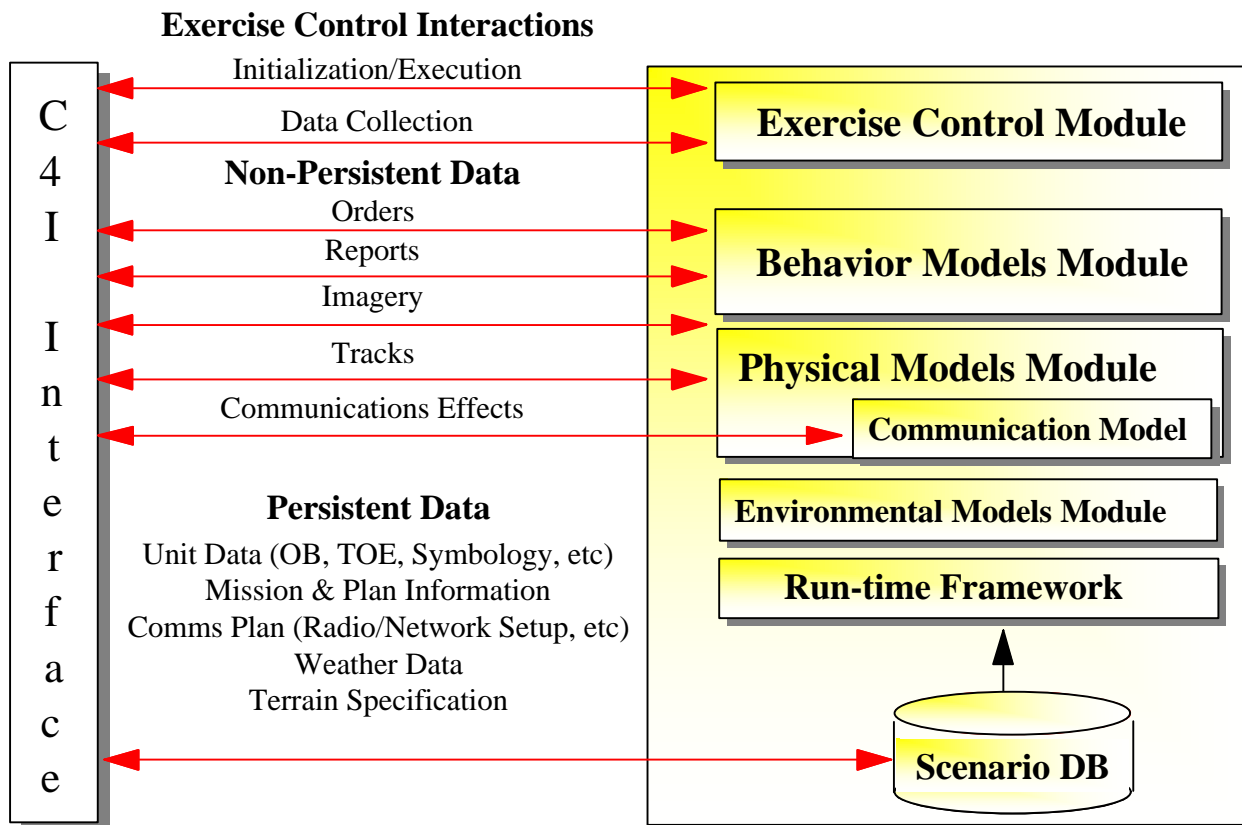 Exercise Control Interactions
Initialization/Execution
Data Collection
Non-Persistent Data
Orders
Reports
Imagery
Tracks
Communications Effects
Persistent Data
Unit Data (OB, TOE, Symbology, etc)
Mission & Plan Information
Comms Plan (Radio/Network Setup, etc)
Weather Data
Terrain Specification
C4I Interface
Exercise Control Module
Behavior Models Module
Physical Models Module
Communication Model
Environmental Models Module
Run-time Framework
Scenario DB